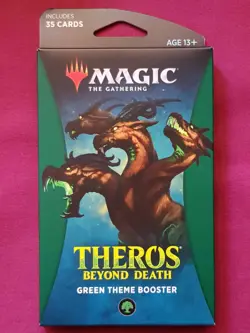 INCLUDES
35 CARDS
AGE 13+
MAGIC
THE GATHERING
THEROS
BEYOND DEATH
GREEN THEME BOOSTER